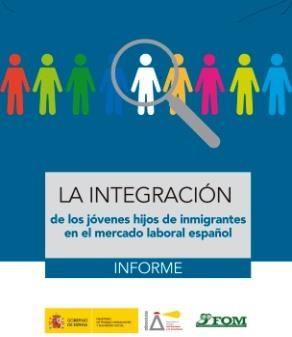 LA INTEGRACIÓN
de los jóvenes hijos de inmigrantes
en el mercado laboral español
INFORME
GOBIERNO
DE ESPAÑA
FOM